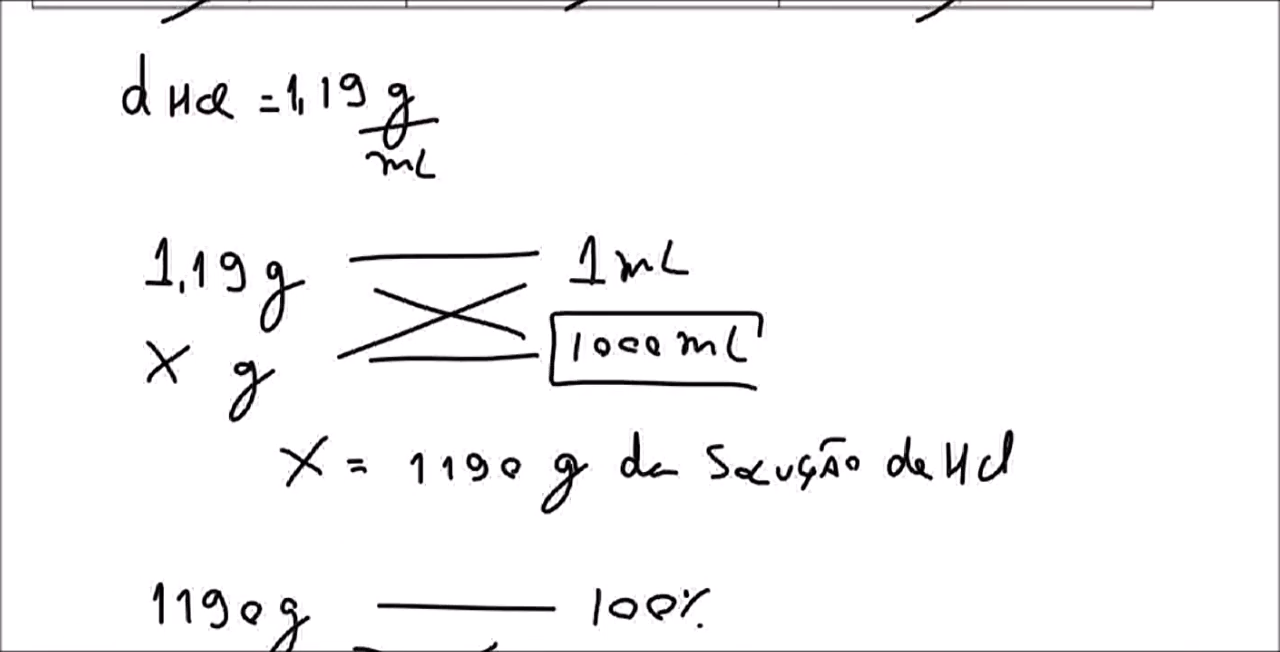 d HCl = 1,19 g/mL
1,19 g 1 mL
X g 1000 mL
X = 1190 g da Solução de HCl
1190 g 100%